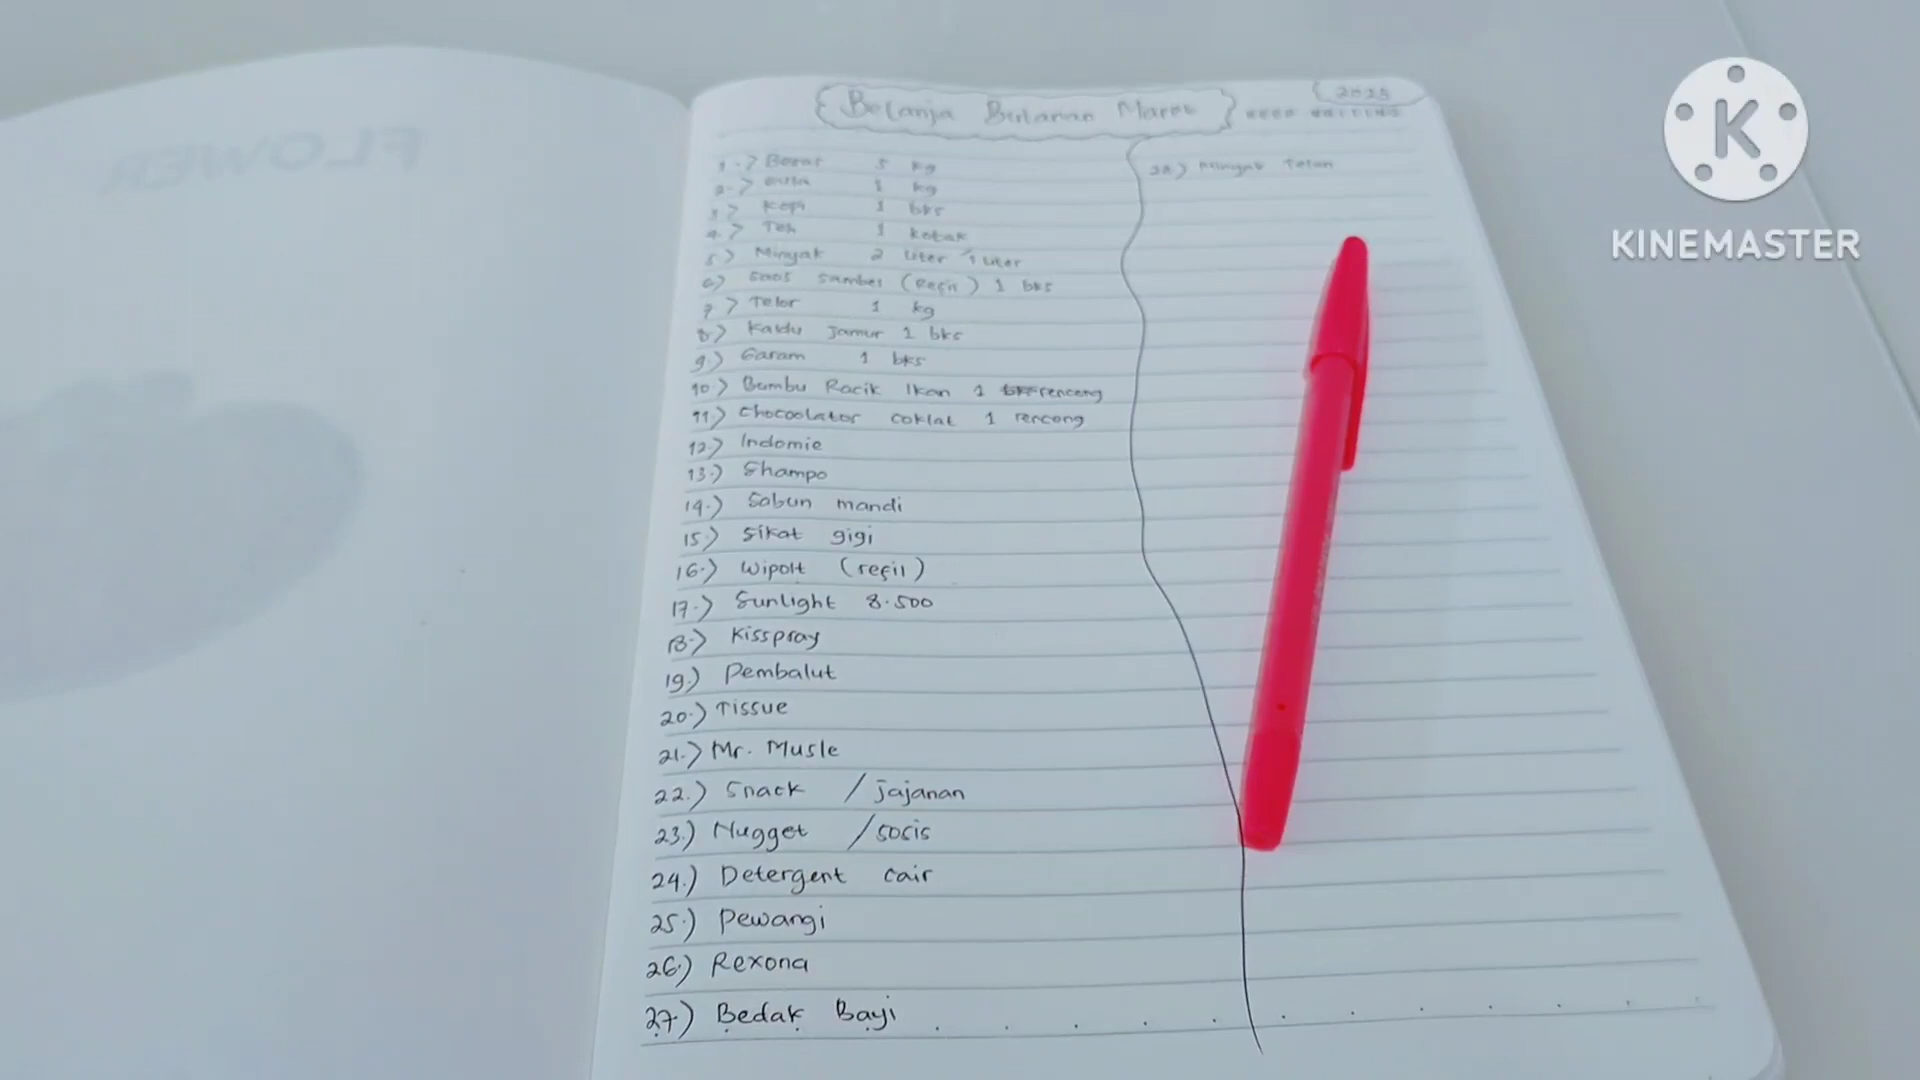 FLOWER
Belanja Bulanan Maret
2025
KEEP WRITING
1.) Beras 5 kg
2.) Gula 1 kg
3.) Kopi 1 bks
4.) Teh 1 kotak
5.) Minyak 2 Liter / 1 Liter
6.) Saos Sambel (Refil) 1 bks
7.) Telor 1 kg
8.) Kaldu Jamur 1 bks
9.) Garam 1 bks
10.) Bumbu Racik Ikan 1 renceng
11.) Chocoolator coklat 1 renceng
12.) Indomie
13.) Shampo
14.) Sabun mandi
15.) Sikat gigi
16.) Wipolt (refil)
17.) Sunlight 8.500
18.) Kisspray
19.) Pembalut
20.) Tissue
21.) Mr. Musle
22.) Snack / jajanan
23.) Nugget / sosis
24.) Detergent cair
25.) Pewangi
26.) Rexona
27.) Bedak Bayi
28.) Minyak Telon
KINEMASTER